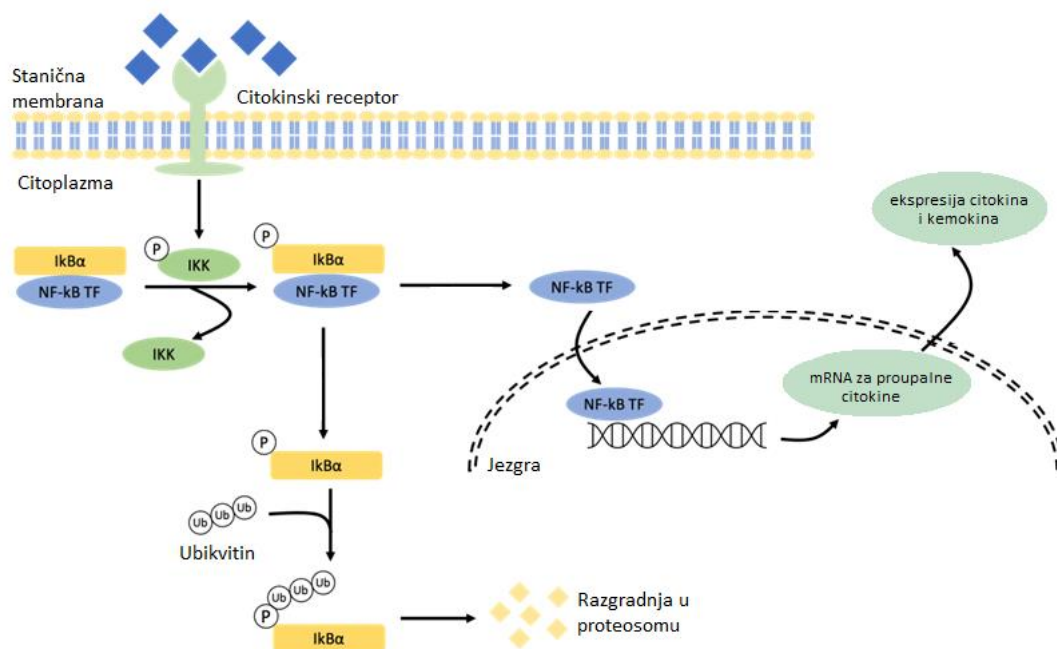 Stanična
membrana
Citokinski receptor
Citoplazma
ekspresija citokina
i kemokina
P
IkBα
NF-kB TF
IKK
P
IkBα
NF-kB TF
NF-kB TF
IKK
mRNA za proupalne
citokine
NF-kB TF
Jezgra
P
IkBα
Ub Ub Ub
Ubikvitin
Ub Ub Ub
P
IkBα
Razgradnja u
proteosomu